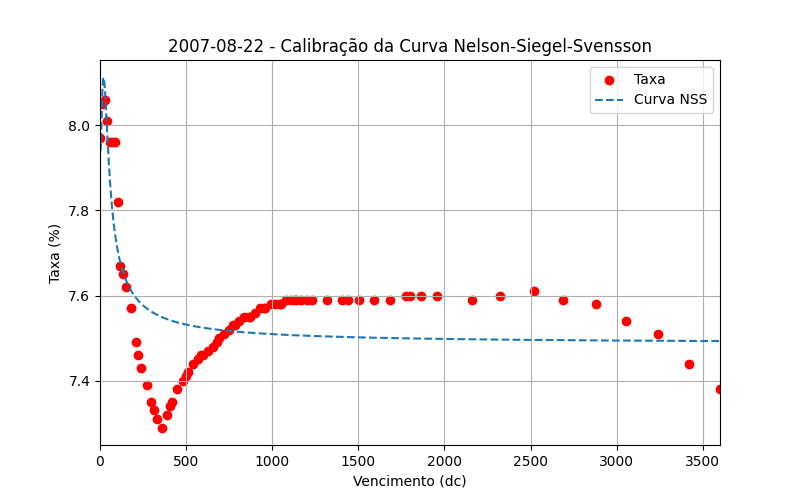 2007-08-22 - Calibração da Curva Nelson-Siegel-Svensson
Taxa
Curva NSS
Taxa (%)
8.0
7.8
7.6
7.4
0 500 1000 1500 2000 2500 3000 3500
Vencimento (dc)